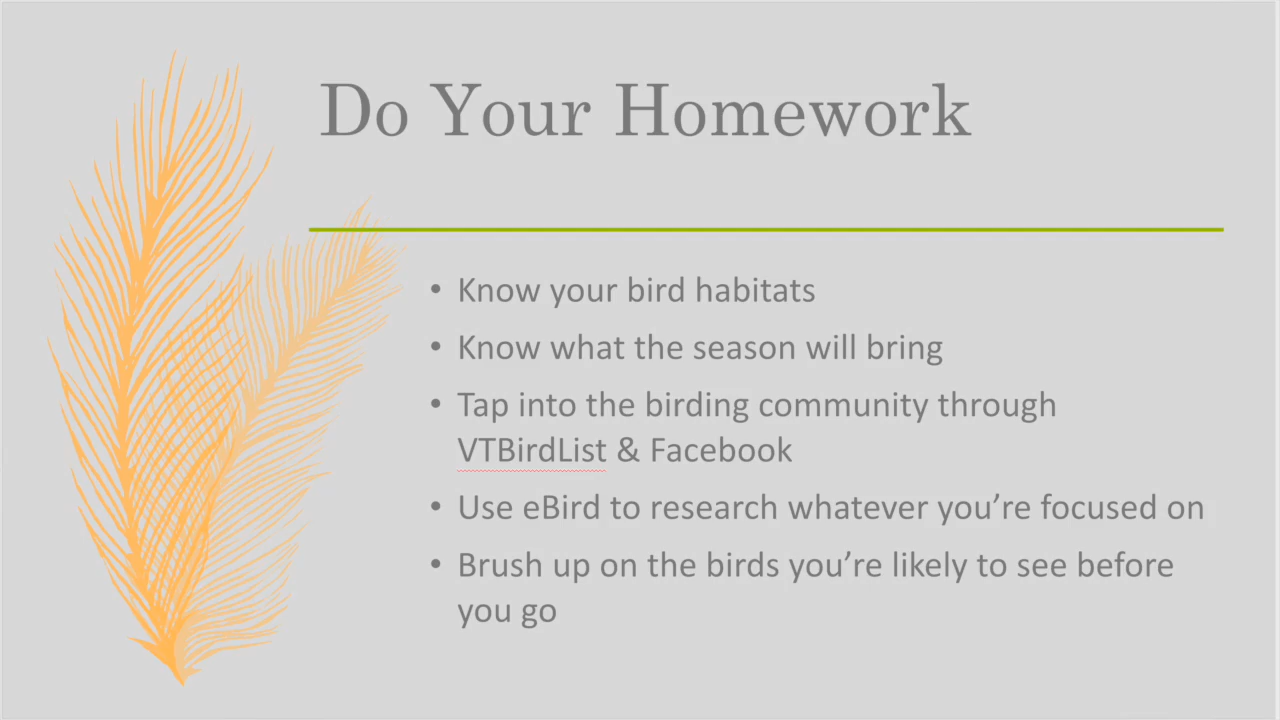 Do Your Homework
• Know your bird habitats
• Know what the season will bring
• Tap into the birding community through
VTBirdList & Facebook
• Use eBird to research whatever you’re focused on
• Brush up on the birds you’re likely to see before
you go